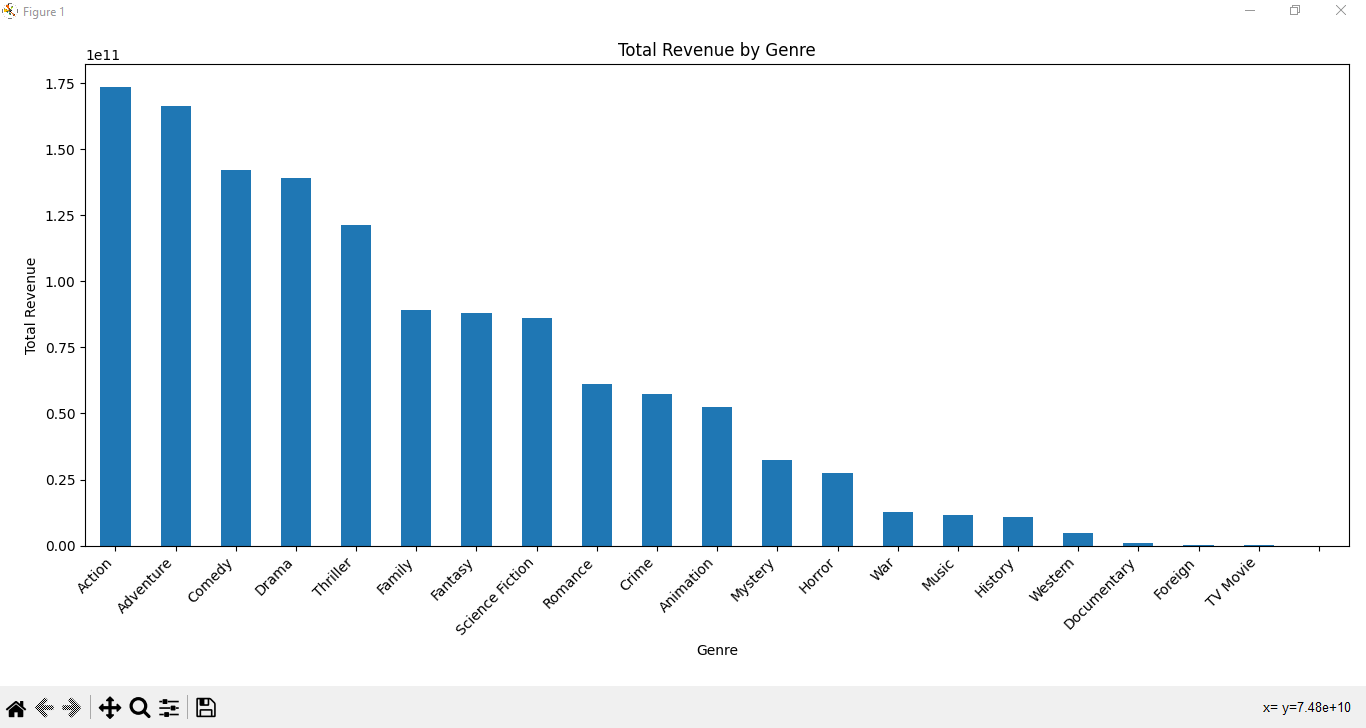 Figure 1
Total Revenue by Genre
1e11
1.75
1.50
1.25
1.00
0.75
0.50
0.25
0.00
Total Revenue
Action
Adventure
Comedy
Drama
Thriller
Family
Fantasy
Science Fiction
Romance
Crime
Animation
Mystery
Horror
War
Music
History
Western
Documentary
Foreign
TV Movie
Genre
x= y=7.48e+10